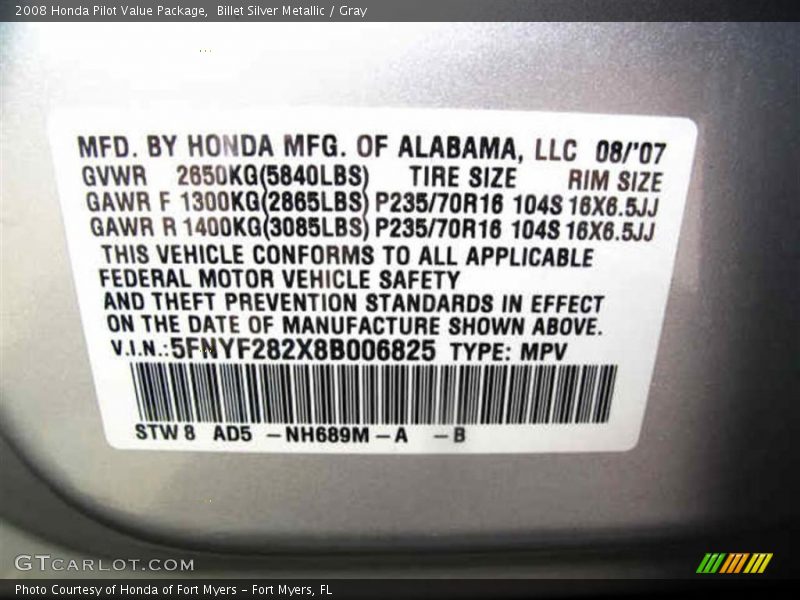 2008 Honda Pilot Value Package, Billet Silver Metallic / Gray
MFD. BY HONDA MFG. OF ALABAMA, LLC 08/'07
GVWR 2650KG(5840LBS) TIRE SIZE RIM SIZE
GAWR F 1300KG(2865LBS) P235/70R16 104S 16X6.5JJ
GAWR R 1400KG(3085LBS) P235/70R16 104S 16X6.5JJ
THIS VEHICLE CONFORMS TO ALL APPLICABLE
FEDERAL MOTOR VEHICLE SAFETY
AND THEFT PREVENTION STANDARDS IN EFFECT
ON THE DATE OF MANUFACTURE SHOWN ABOVE.
V.I.N.:5FNYF282X8B006825 TYPE: MPV
STW8 AD5 -NH689M-A -B
GTCARLOT.COM
Photo Courtesy of Honda of Fort Myers - Fort Myers, FL